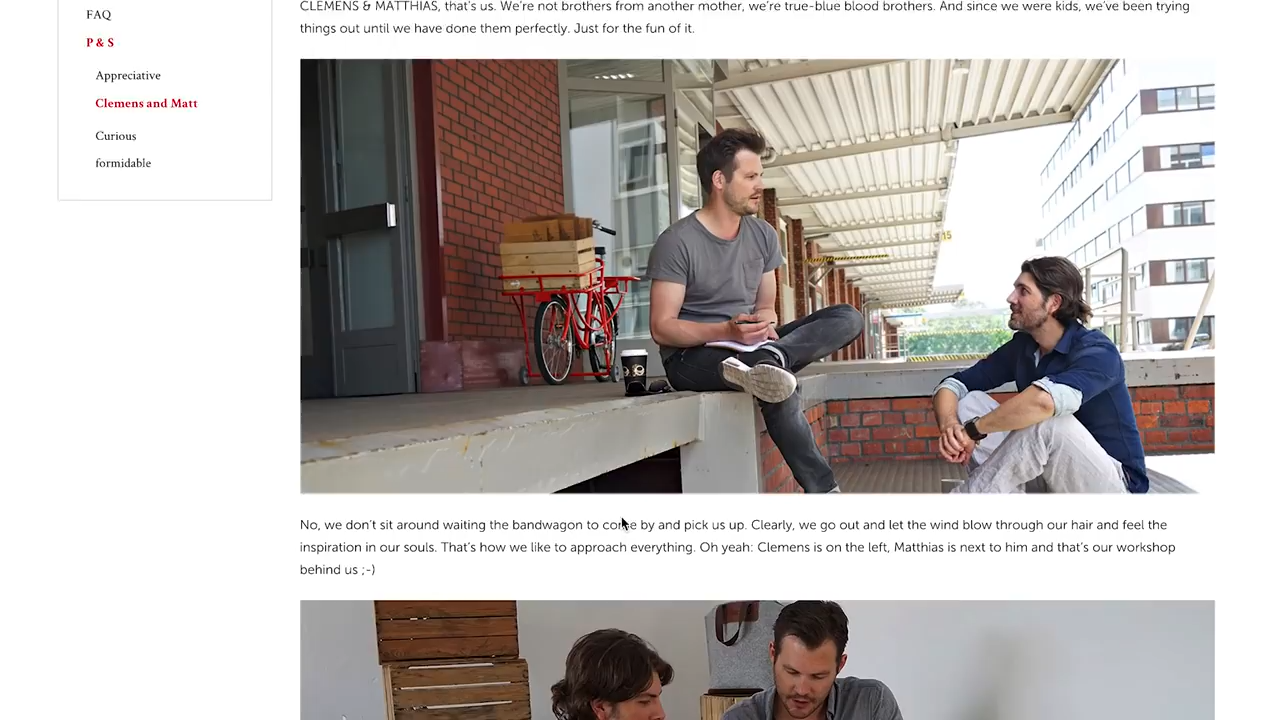 FAQ
P & S
Appreciative
Clemens and Matt
Curious
formidable
CLEMENS & MATTHIAS, that's us. We're not brothers from another mother, we're true-blue blood brothers. And since we were kids, we've been trying
things out until we have done them perfectly. Just for the fun of it.
15
No, we don't sit around waiting the bandwagon to come by and pick us up. Clearly, we go out and let the wind blow through our hair and feel the
inspiration in our souls. That's how we like to approach everything. Oh yeah: Clemens is on the left, Matthias is next to him and that's our workshop
behind us ;-)